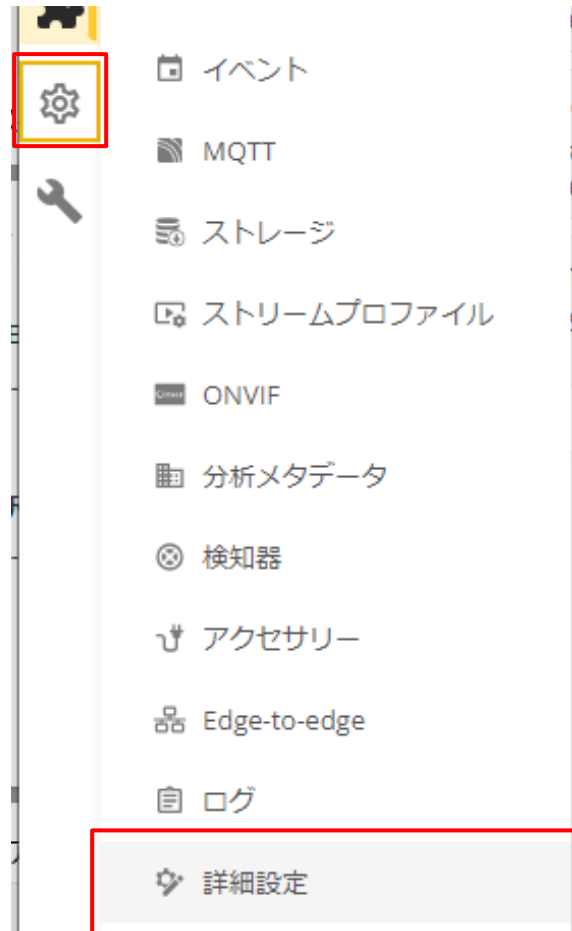 イベント
MQTT
ストレージ
ストリームプロファイル
ONVIF
分析メタデータ
検知器
アクセサリー
Edge-to-edge
ログ
詳細設定